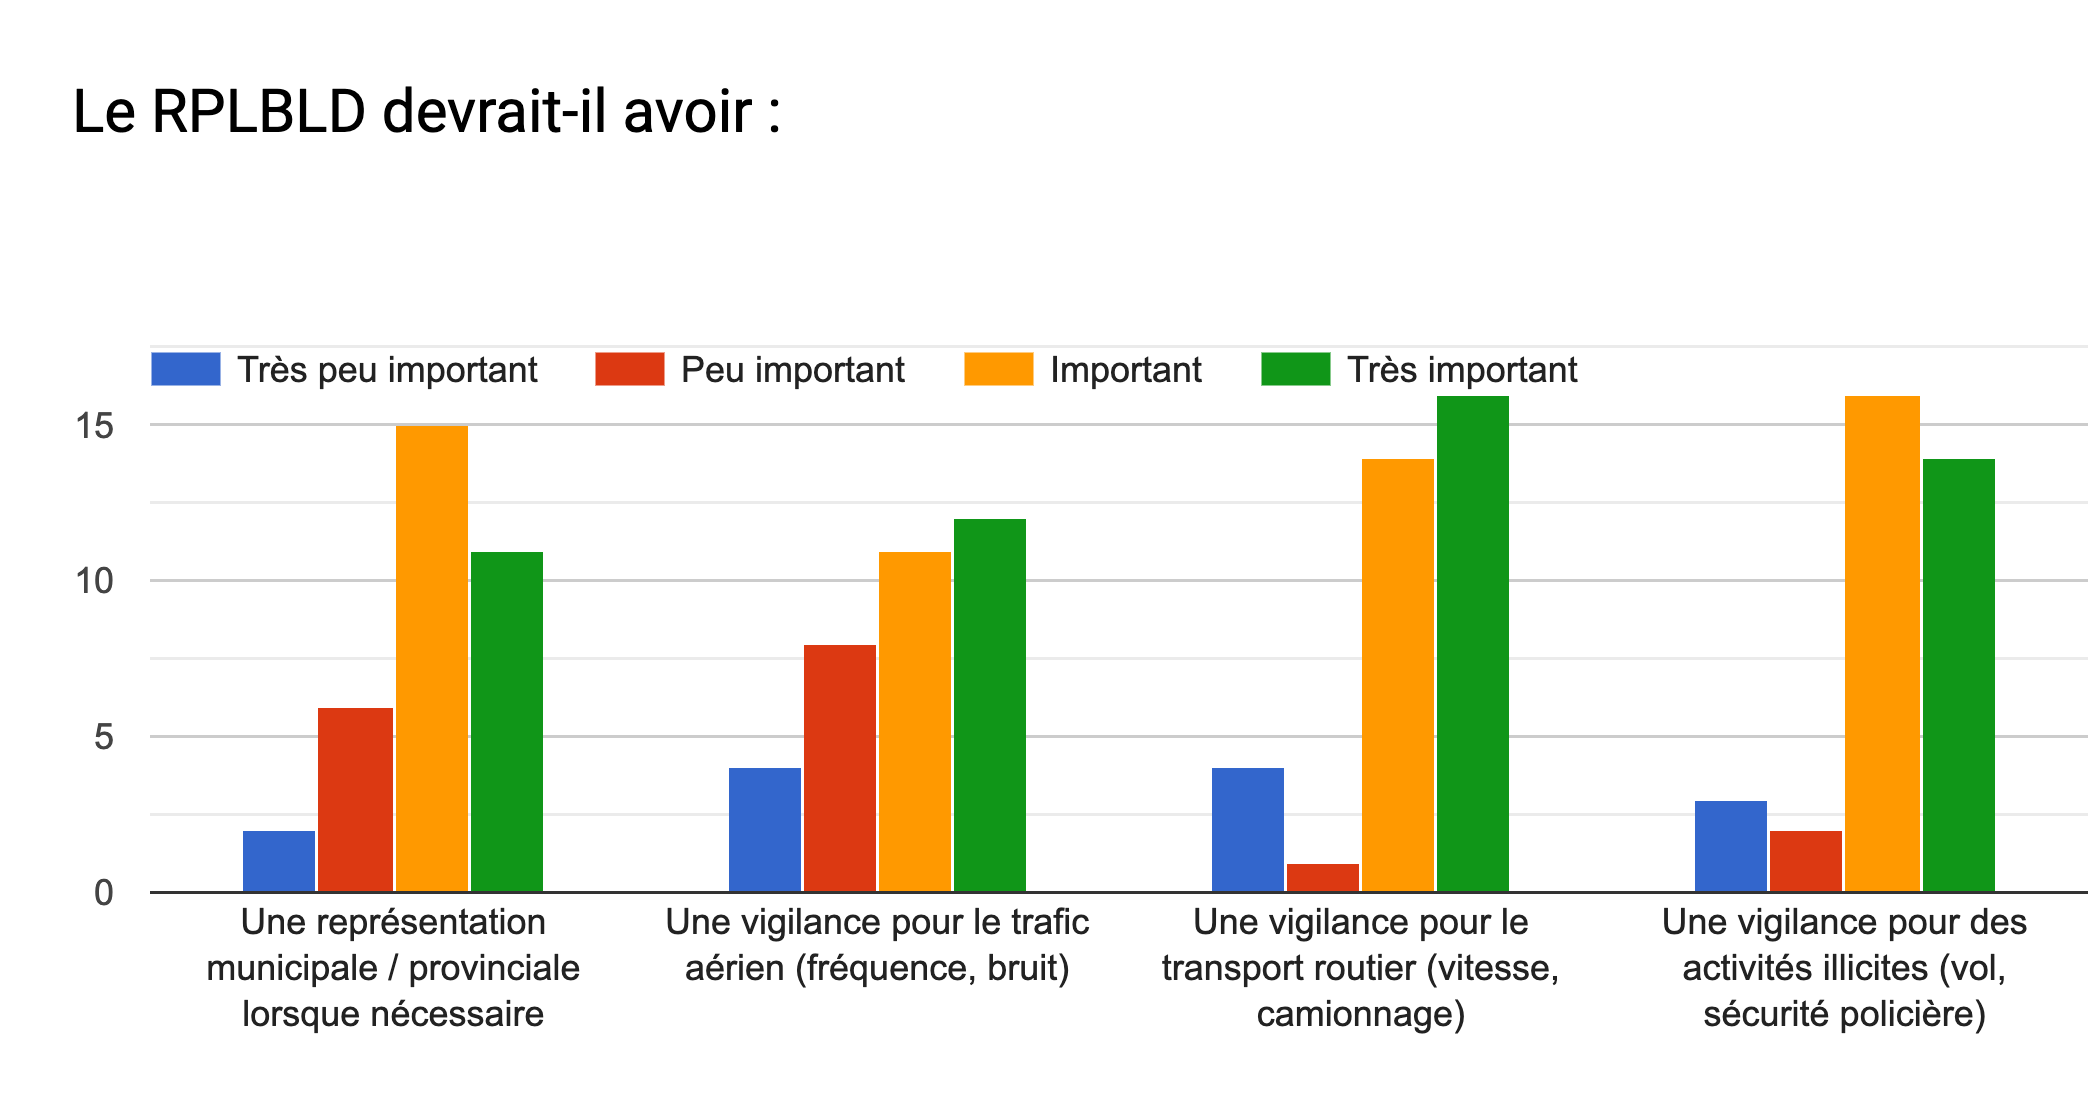 Le RPLBLD devrait-il avoir :
Très peu important
Peu important
Important
Très important
15
10
5
0
Une représentation
municipale / provinciale
lorsque nécessaire
Une vigilance pour le trafic
aérien (fréquence, bruit)
Une vigilance pour le
transport routier (vitesse,
camionnage)
Une vigilance pour des
activités illicites (vol,
sécurité policière)